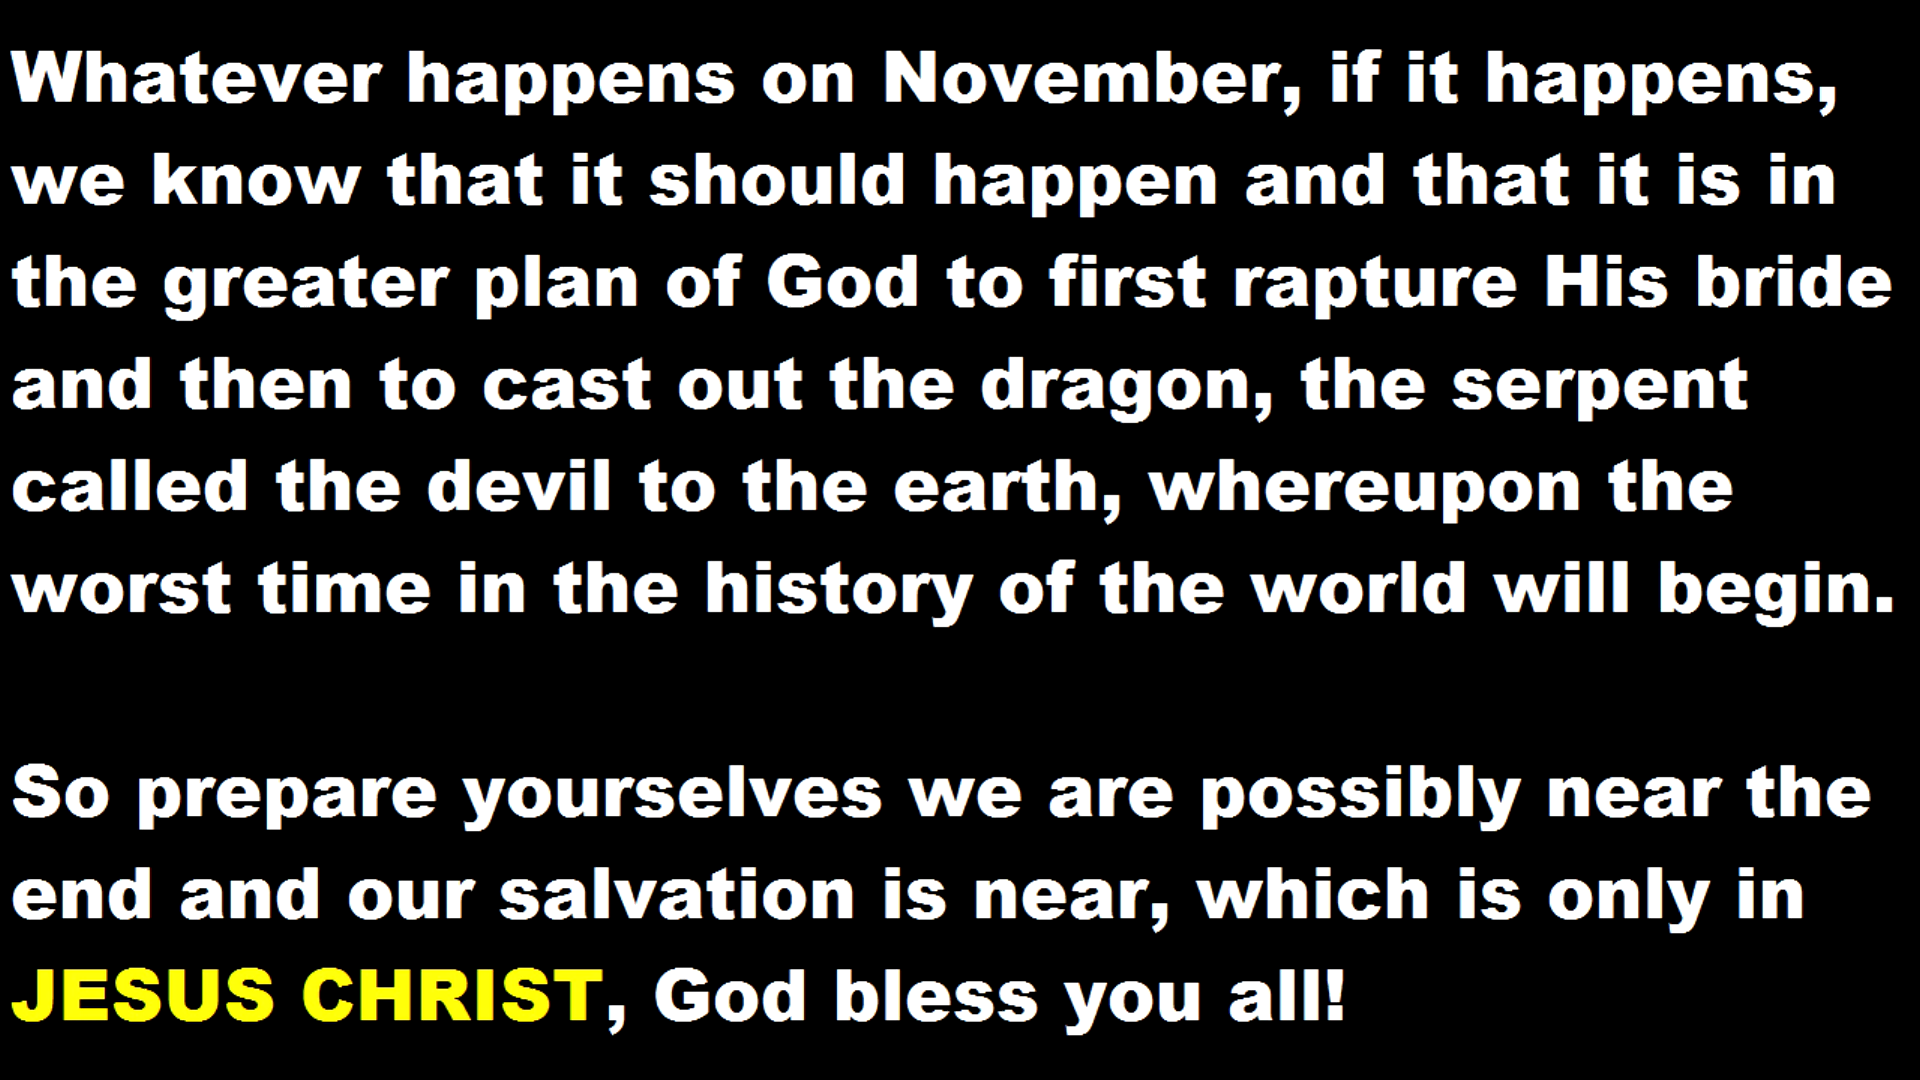 Whatever happens on November, if it happens,
we know that it should happen and that it is in
the greater plan of God to first rapture His bride
and then to cast out the dragon, the serpent
called the devil to the earth, whereupon the
worst time in the history of the world will begin.
So prepare yourselves we are possibly near the
end and our salvation is near, which is only in
JESUS CHRIST, God bless you all!